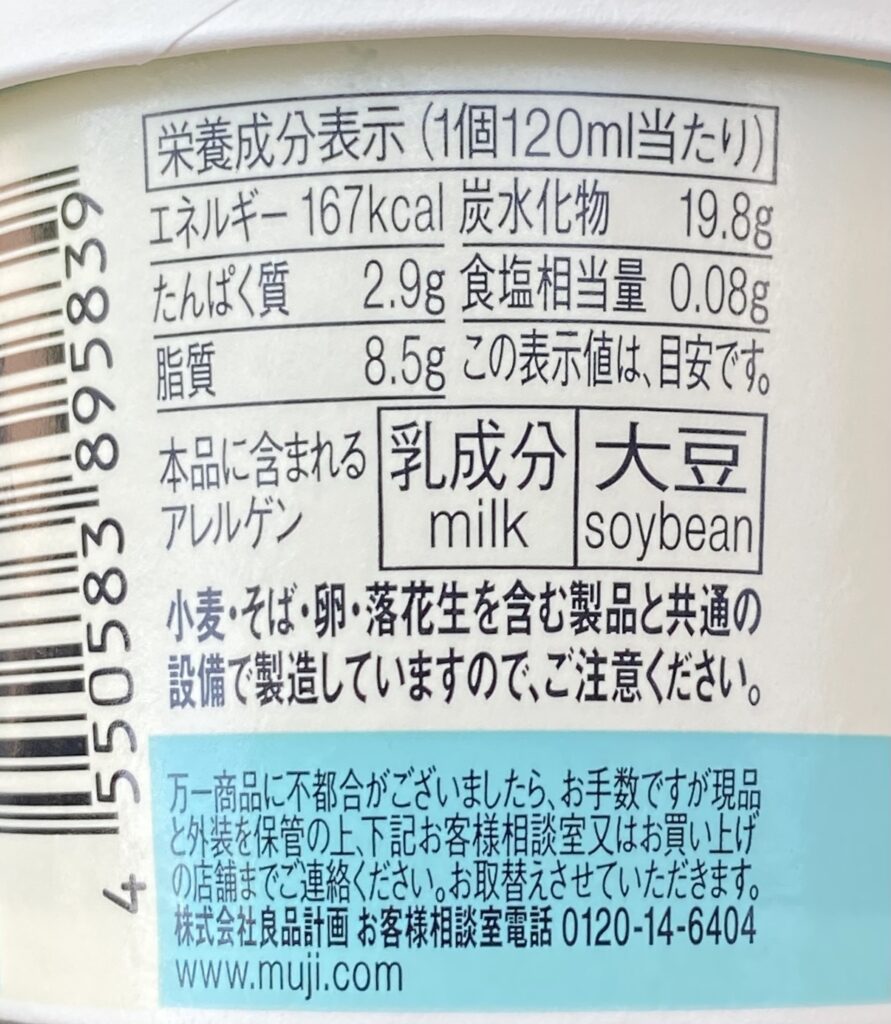 栄養成分表示（1個120ml当たり）
エネルギー 167kcal 炭水化物 19.8g
たんぱく質 2.9g 食塩相当量 0.08g
脂質 8.5g この表示値は、目安です。
本品に含まれる
アレルゲン
乳成分
milk
大豆
soybean
小麦・そば・卵・落花生を含む製品と共通の
設備で製造していますので、ご注意ください。
万一商品に不都合がございましたら、お手数ですが現品
と外装を保管の上、下記お客様相談室又はお買い上げ
の店舗までご連絡ください。お取替えさせていただきます。
株式会社良品計画 お客様相談室電話 0120-14-6404
www.muji.com
4 550583 895839